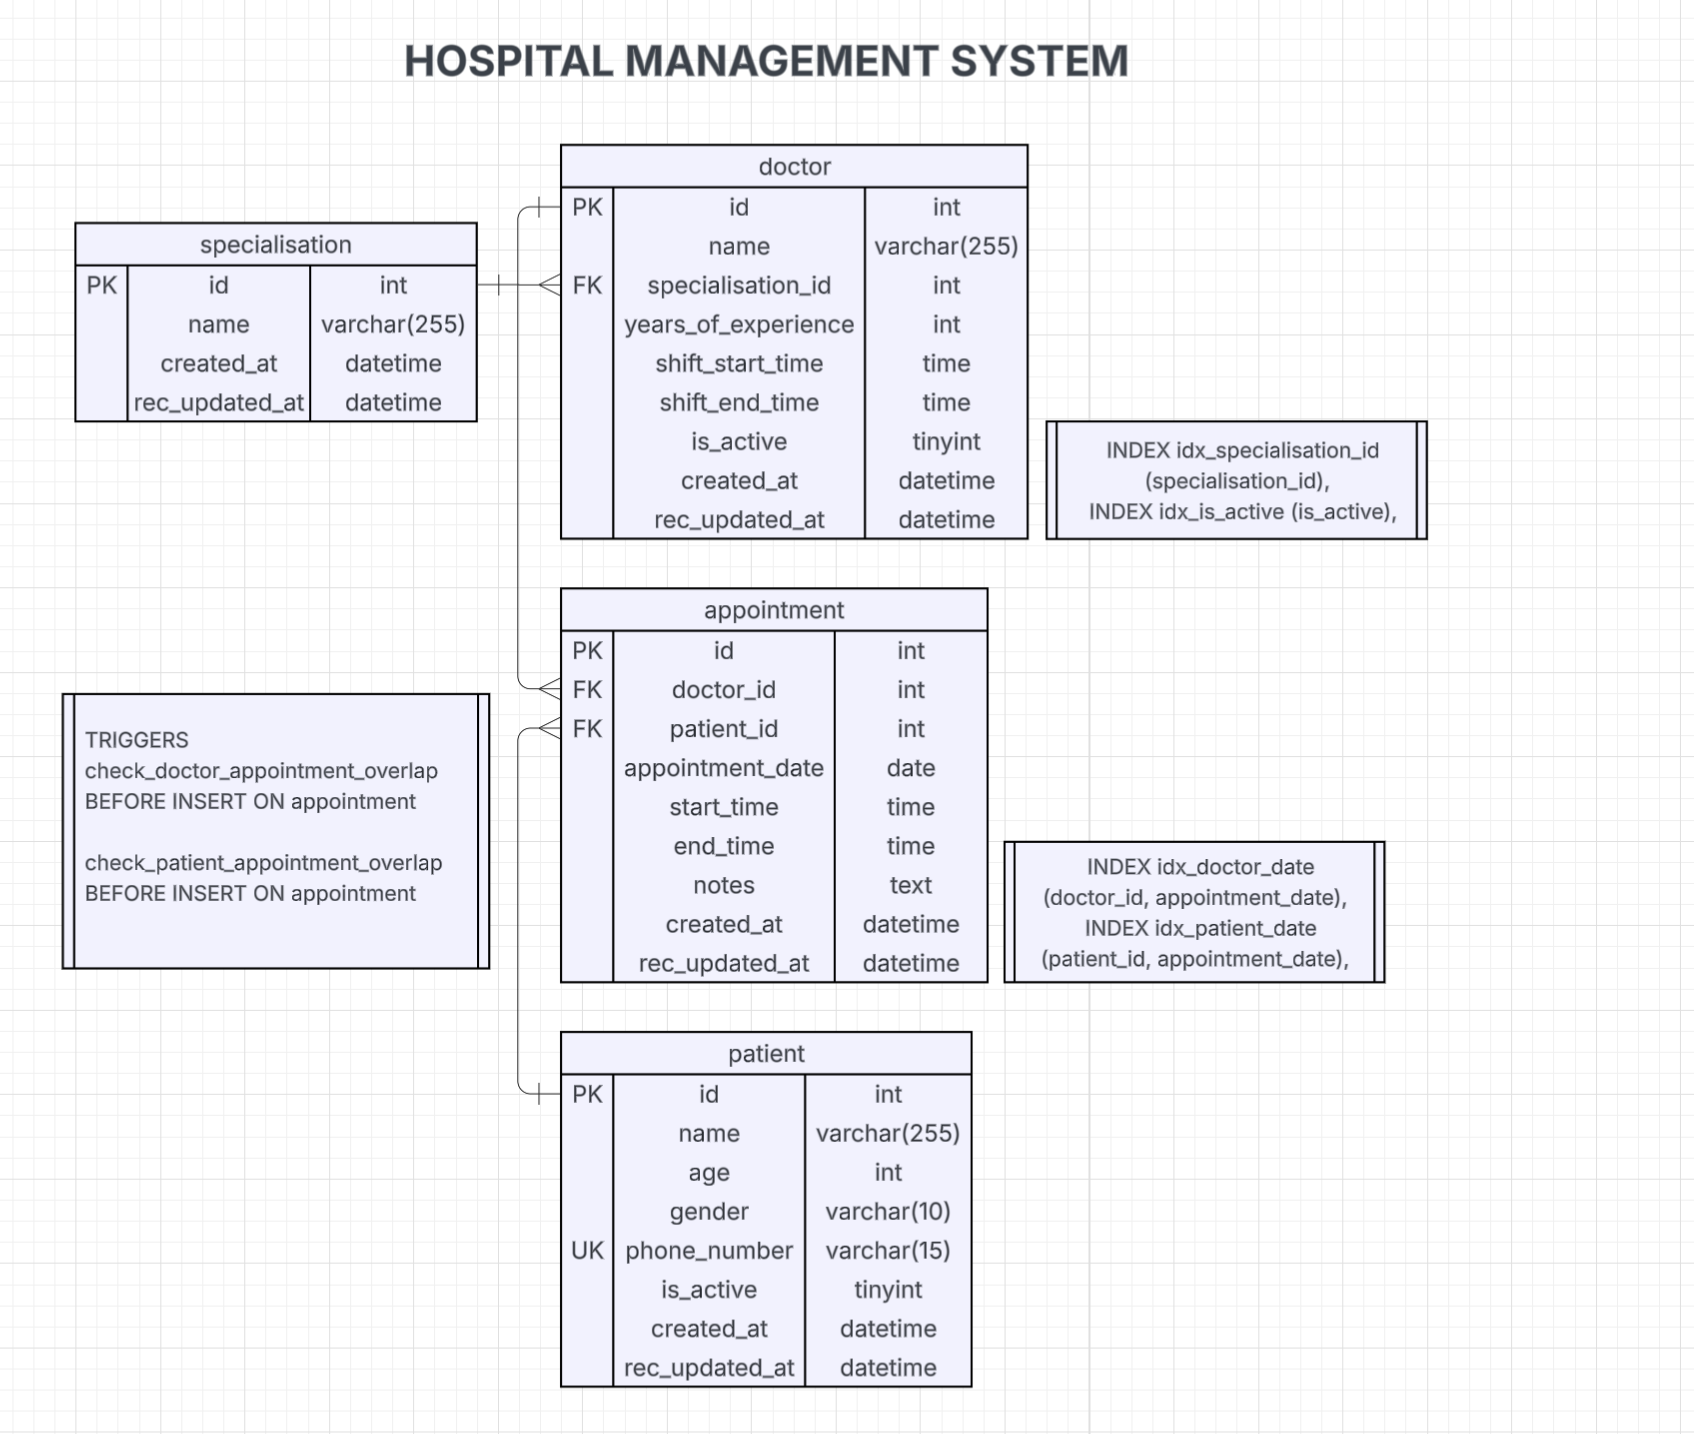 HOSPITAL MANAGEMENT SYSTEM
doctor
PK id int
name varchar(255)
FK specialisation_id int
years_of_experience int
shift_start_time time
shift_end_time time
is_active tinyint
created_at datetime
rec_updated_at datetime
specialisation
PK id int
name varchar(255)
created_at datetime
rec_updated_at datetime
INDEX idx_specialisation_id
(specialisation_id),
INDEX idx_is_active (is_active),
appointment
PK id int
FK doctor_id int
FK patient_id int
appointment_date date
start_time time
end_time time
notes text
created_at datetime
rec_updated_at datetime
TRIGGERS
check_doctor_appointment_overlap
BEFORE INSERT ON appointment
check_patient_appointment_overlap
BEFORE INSERT ON appointment
INDEX idx_doctor_date
(doctor_id, appointment_date),
INDEX idx_patient_date
(patient_id, appointment_date),
patient
PK id int
name varchar(255)
age int
gender varchar(10)
UK phone_number varchar(15)
is_active tinyint
created_at datetime
rec_updated_at datetime